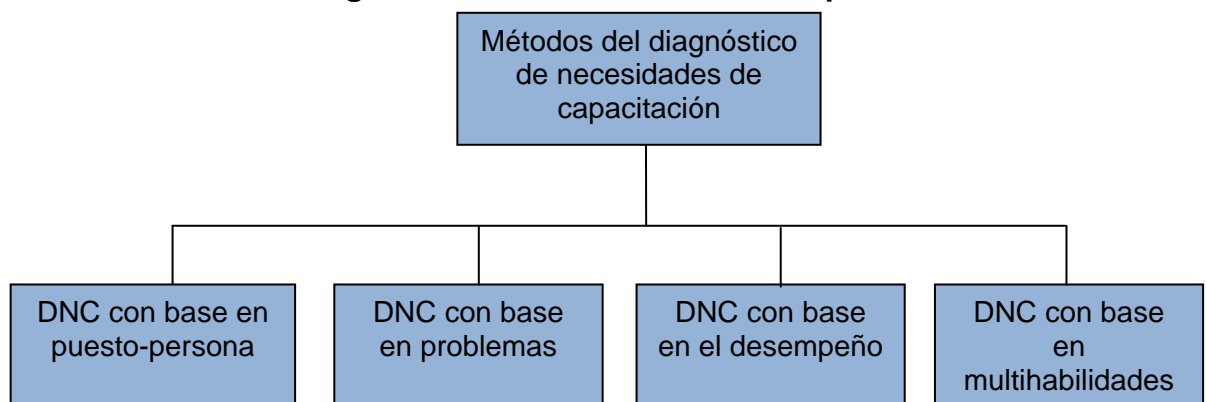 Métodos del diagnóstico
de necesidades de
capacitación
DNC con base en
puesto-persona
DNC con base
en problemas
DNC con base
en el desempeño
DNC con base
en
multihabilidades